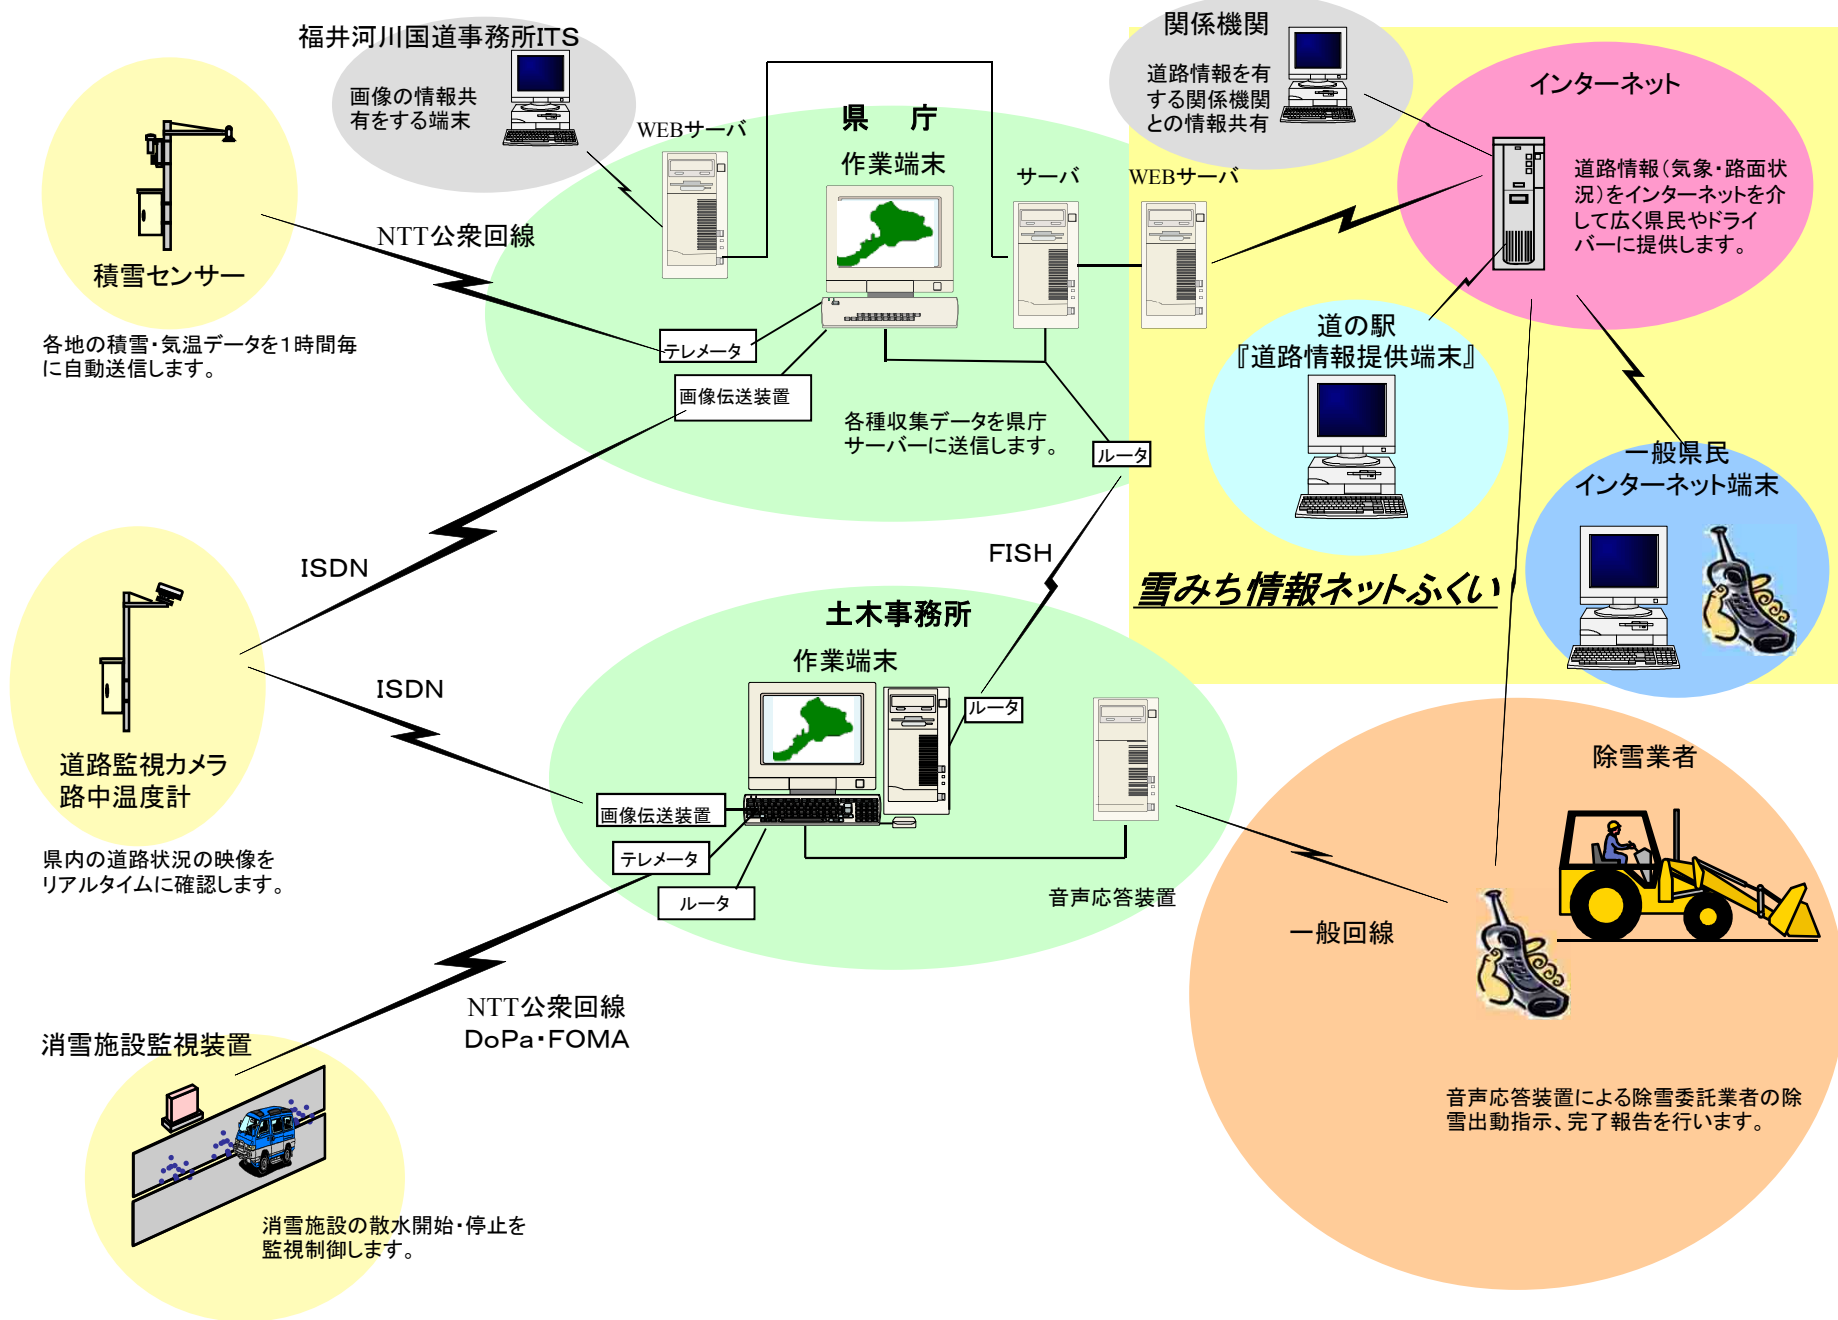 福井河川国道事務所ITS
画像の情報共
有をする端末
関係機関
道路情報を有
する関係機関
との情報共有
インターネット
道路情報（気象・路面状
況）をインターネットを介
して広く県民やドライ
バーに提供します。
県　庁
WEBサーバ
作業端末
サーバ
WEBサーバ
NTT公衆回線
積雪センサー
各地の積雪・気温データを１時間毎
に自動送信します。
テレメータ
画像伝送装置
各種収集データを県庁
サーバーに送信します。
ルータ
道の駅
『道路情報提供端末』
一般県民
インターネット端末
ISDN
FISH
雪みち情報ネットふくい
土木事務所
作業端末
ISDN
ルータ
道路監視カメラ
路中温度計
県内の道路状況の映像を
リアルタイムに確認します。
画像伝送装置
テレメータ
ルータ
音声応答装置
除雪業者
一般回線
NTT公衆回線
DoPa・FOMA
消雪施設監視装置
消雪施設の散水開始・停止を
監視制御します。
音声応答装置による除雪委託業者の除
雪出動指示、完了報告を行います。